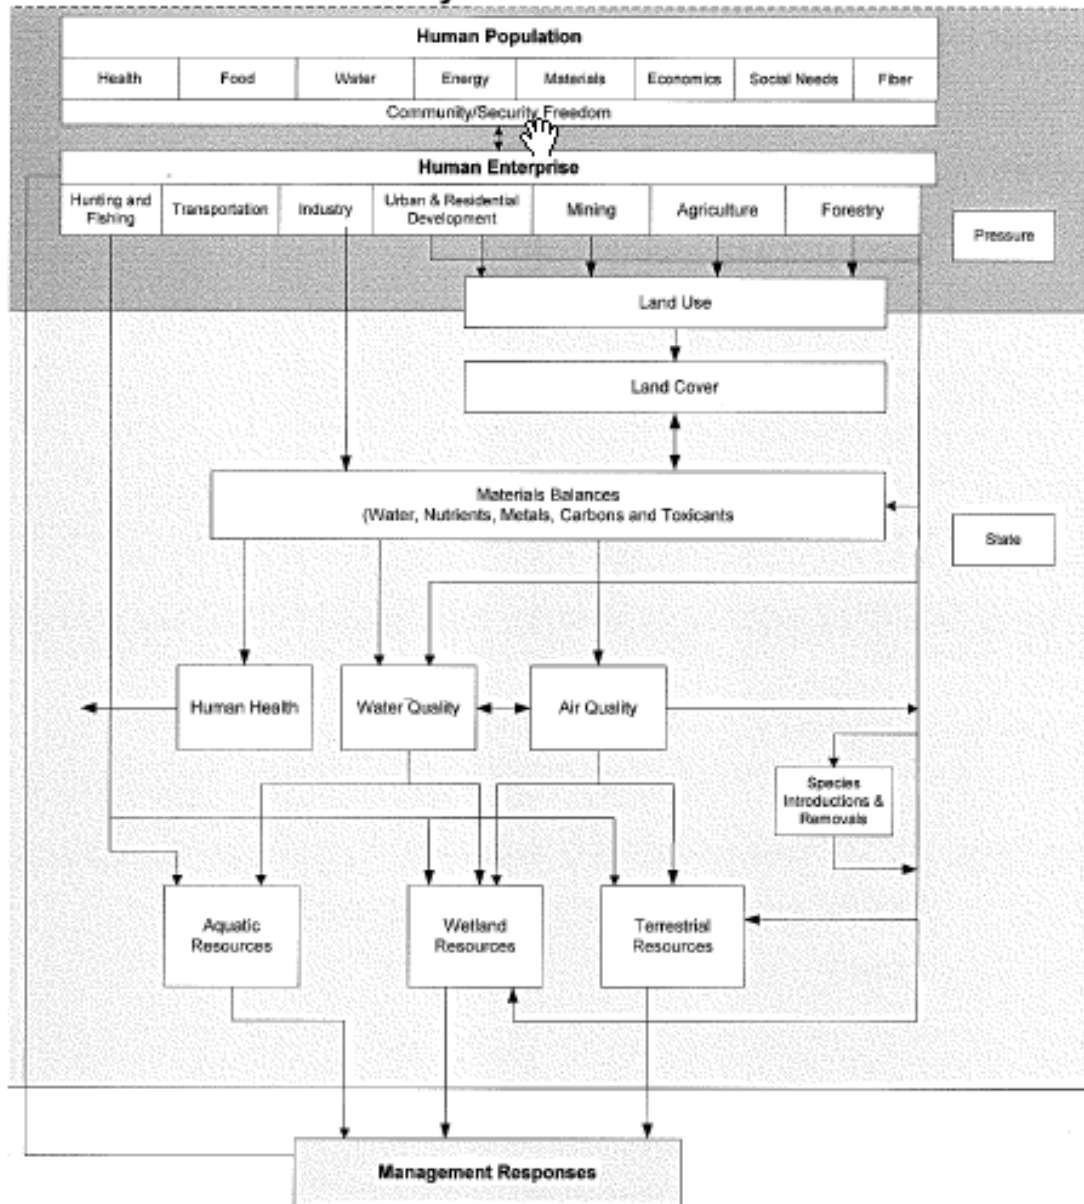 Human Population
Health Food Water Energy Materials Economics Social Needs Fiber
Community/Security Freedom
Human Enterprise
Hunting and
Fishing
Transportation
Industry
Urban & Residential
Development
Mining
Agriculture
Forestry
Pressure
Land Use
Land Cover
Materials Balances
(Water, Nutrients, Metals, Carbons and Toxicants
State
Human Health
Water Quality
Air Quality
Species
Introductions &
Removals
Aquatic
Resources
Wetland
Resources
Terrestrial
Resources
Management Responses